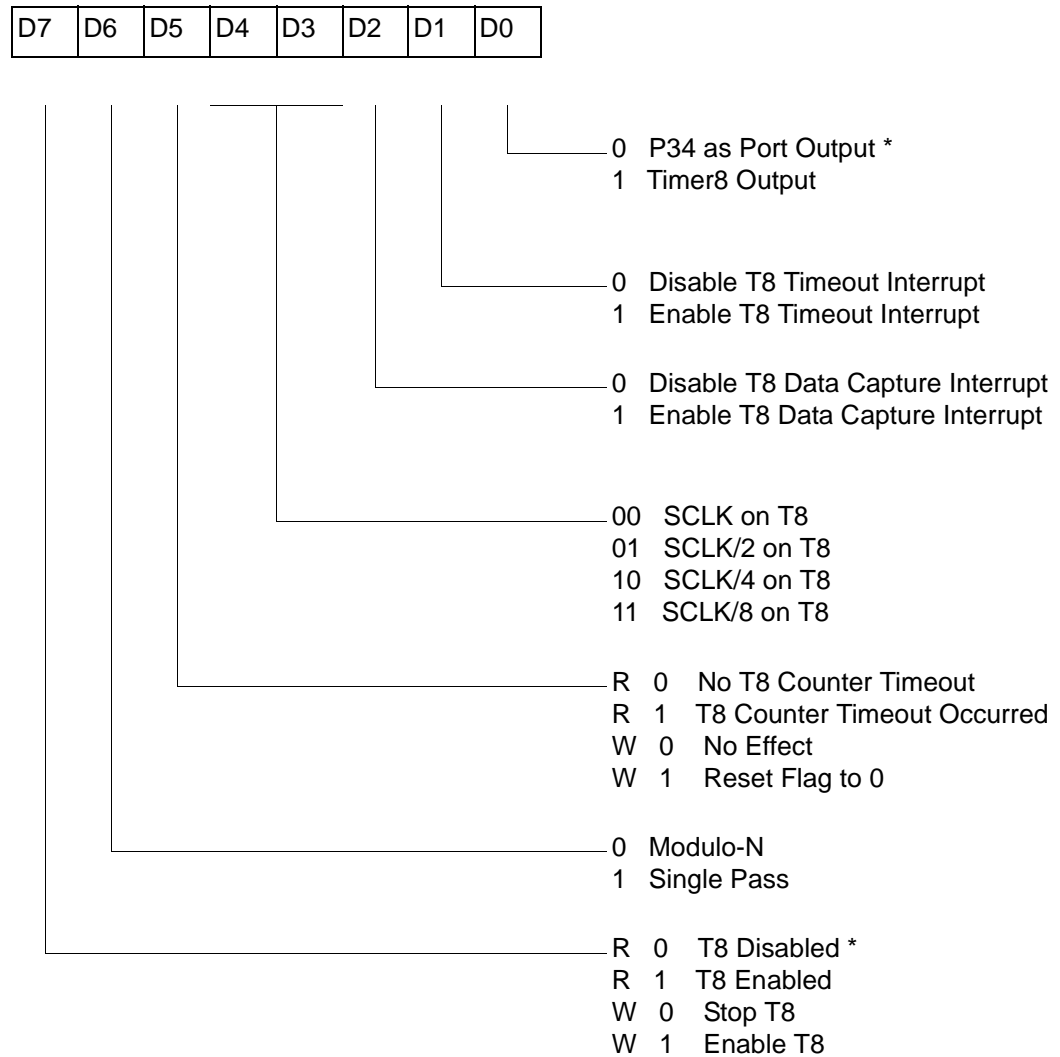 D7 D6 D5 D4 D3 D2 D1 D0
0 P34 as Port Output *
1 Timer8 Output
0 Disable T8 Timeout Interrupt
1 Enable T8 Timeout Interrupt
0 Disable T8 Data Capture Interrupt
1 Enable T8 Data Capture Interrupt
00 SCLK on T8
01 SCLK/2 on T8
10 SCLK/4 on T8
11 SCLK/8 on T8
R 0 No T8 Counter Timeout
R 1 T8 Counter Timeout Occurred
W 0 No Effect
W 1 Reset Flag to 0
0 Modulo-N
1 Single Pass
R 0 T8 Disabled *
R 1 T8 Enabled
W 0 Stop T8
W 1 Enable T8